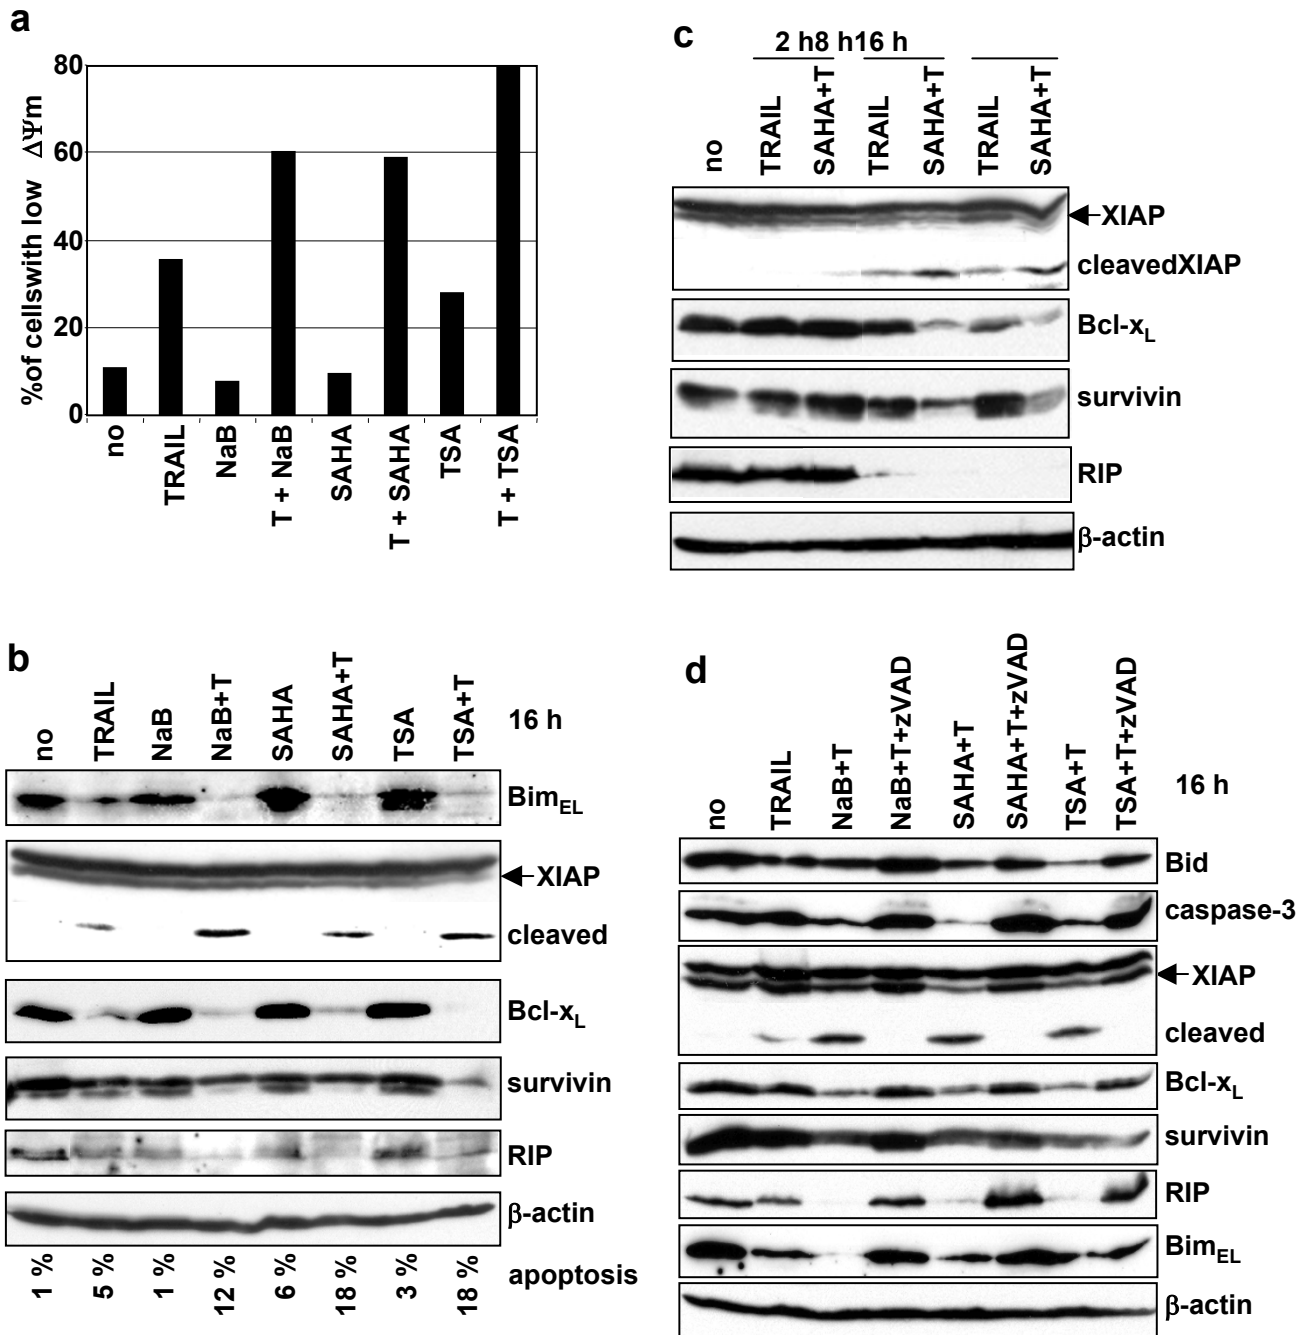 a
%of cellswith low ΔΨm
80
60
40
20
0
no
TRAIL
NaB
T + NaB
SAHA
T + SAHA
TSA
T + TSA
c
2 h8 h16 h
no
TRAIL
SAHA+T
TRAIL
SAHA+T
TRAIL
SAHA+T
XIAP
cleavedXIAP
Bcl-xL
survivin
RIP
β-actin
b
no
TRAIL
NaB
NaB+T
SAHA
SAHA+T
TSA
TSA+T
16 h
BimEL
XIAP
cleaved
Bcl-xL
survivin
RIP
β-actin
1 % 5 % 1 % 12 % 6 % 18 % 3 % 18 % apoptosis
d
no
TRAIL
NaB+T
NaB+T+zVAD
SAHA+T
SAHA+T+zVAD
TSA+T
TSA+T+zVAD
16 h
Bid
caspase-3
XIAP
cleaved
Bcl-xL
survivin
RIP
BimEL
β-actin